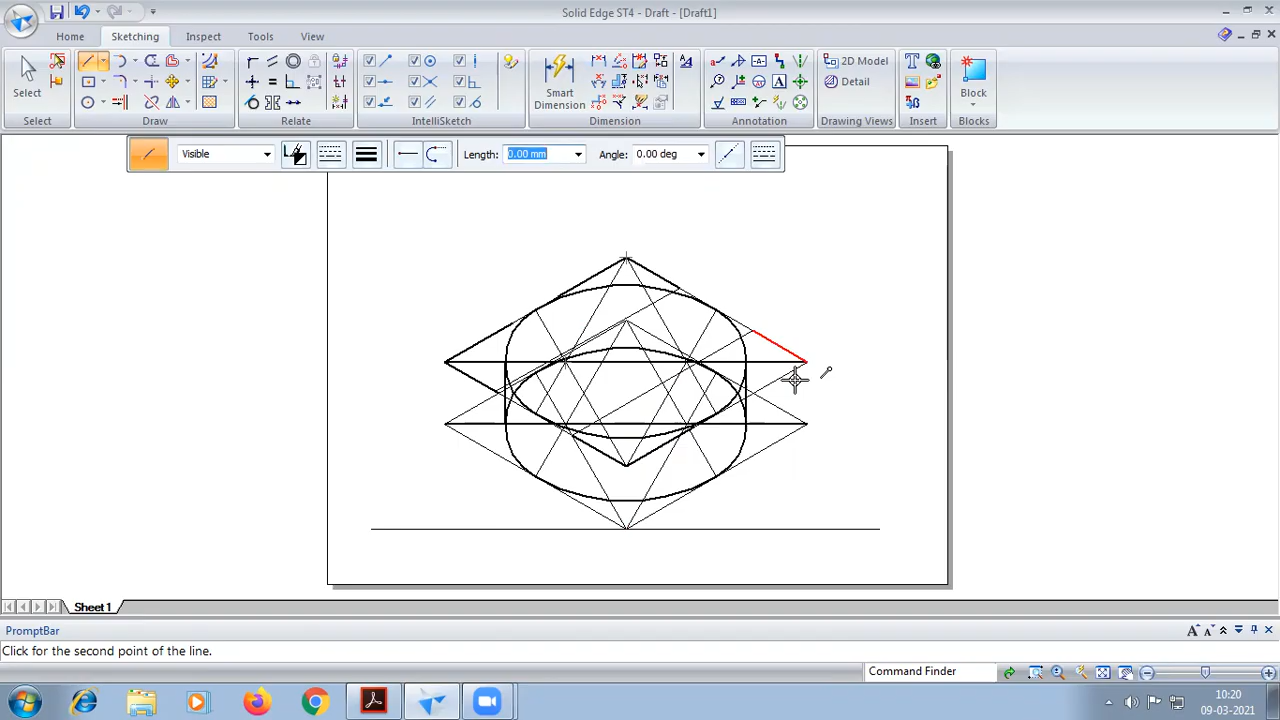 Solid Edge ST4 - Draft - [Draft1]
Home
Sketching
Inspect
Tools
View
Select
Smart
Dimension
2D Model
Detail
Block
Select
Draw
Relate
IntelliSketch
Dimension
Annotation
Drawing Views
Insert
Blocks
Visible
Length:
0.00 mm
Angle:
0.00 deg
Sheet1
PromptBar
Click for the second point of the line.
Command Finder
10:20
09-03-2021